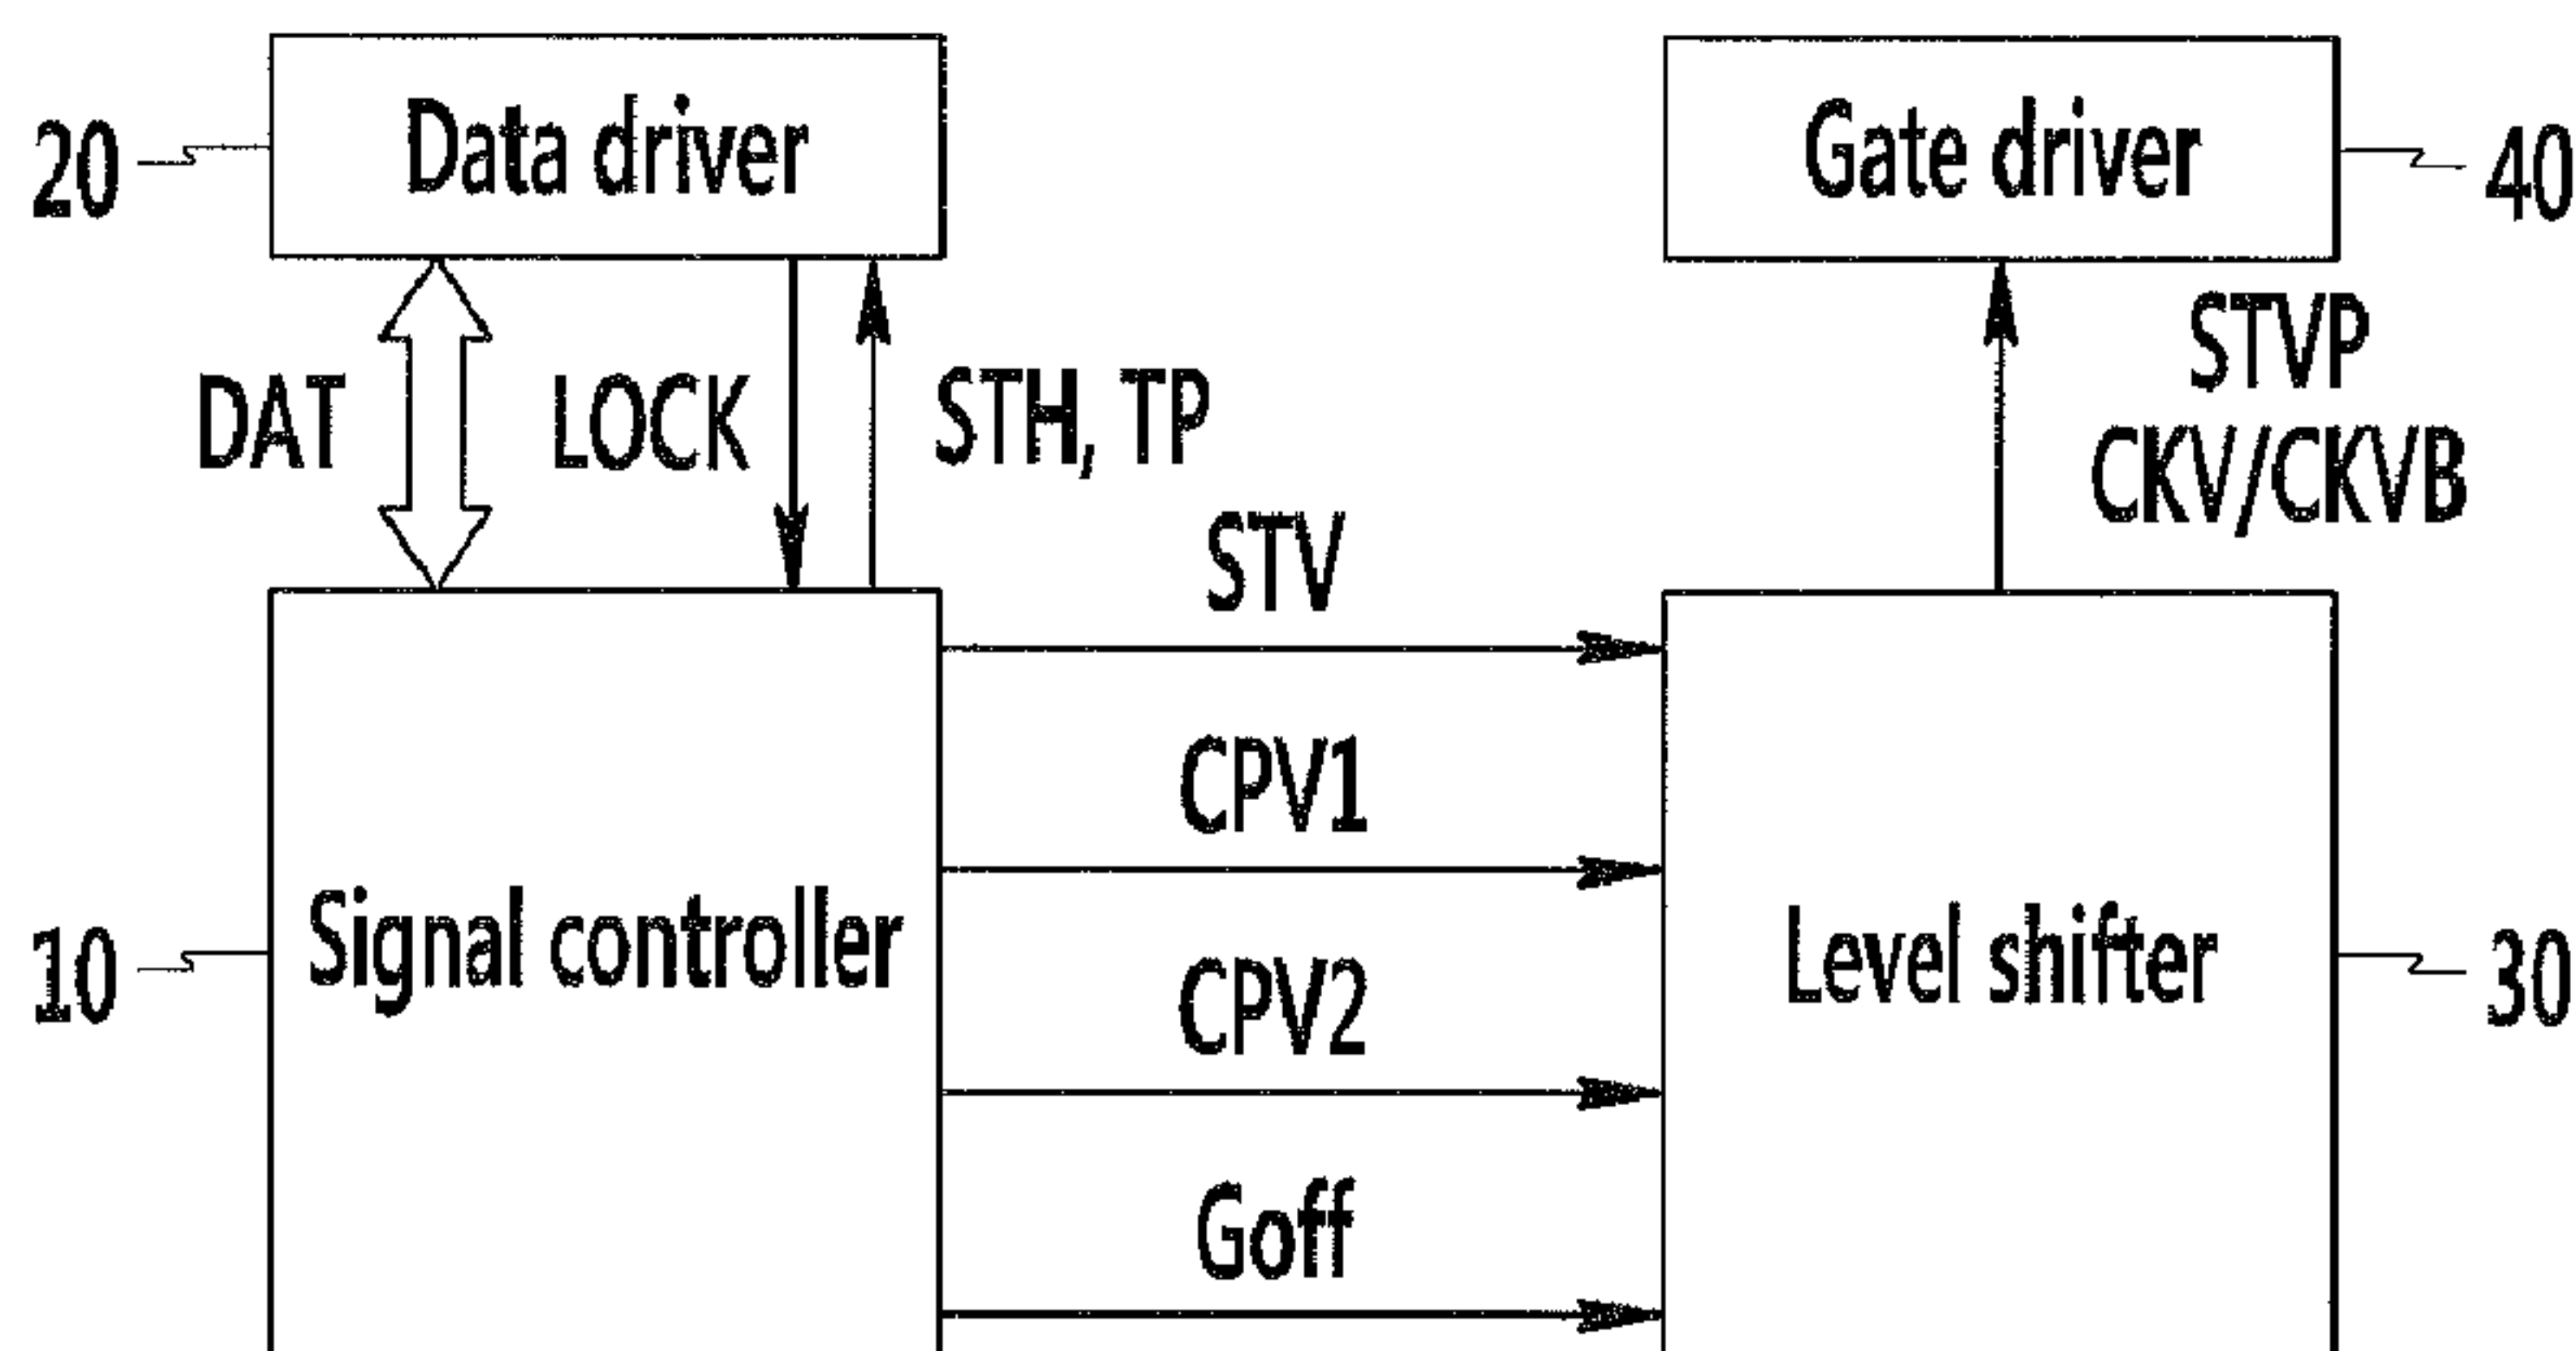 Data driver
Gate driver
20
40
DAT
LOCK
STH, TP
STVP
CKV/CKVB
STV
CPV1
Signal controller
Level shifter
10
30
CPV2
Goff